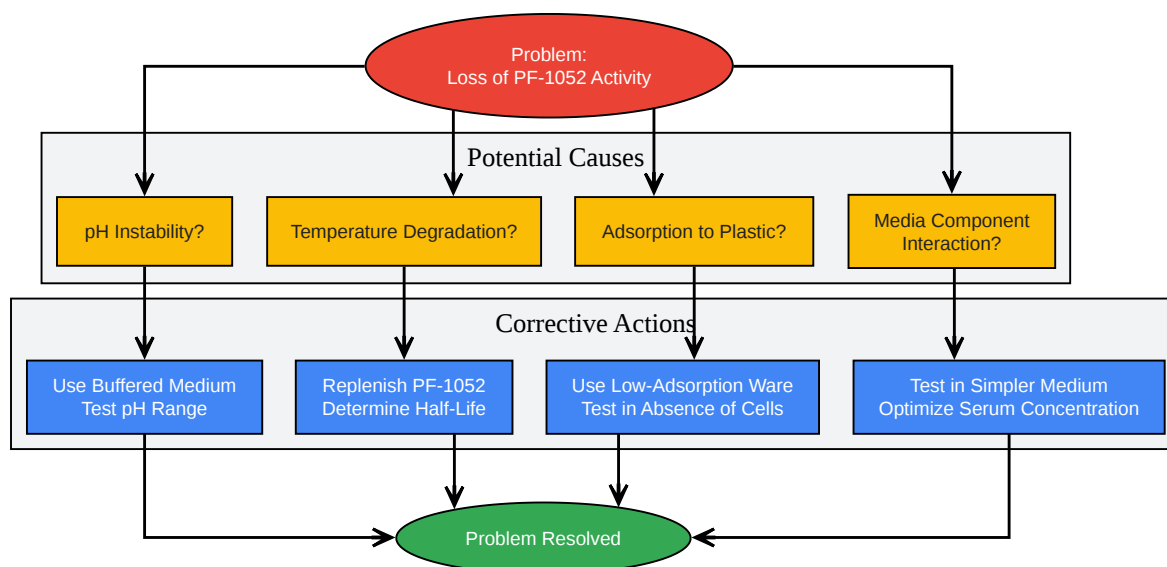 Problem:
Loss of PF-1052 Activity
Potential Causes
pH Instability?
Temperature Degradation?
Adsorption to Plastic?
Media Component
Interaction?
Corrective Actions
Use Buffered Medium
Test pH Range
Replenish PF-1052
Determine Half-Life
Use Low-Adsorption Ware
Test in Absence of Cells
Test in Simpler Medium
Optimize Serum Concentration
Problem Resolved